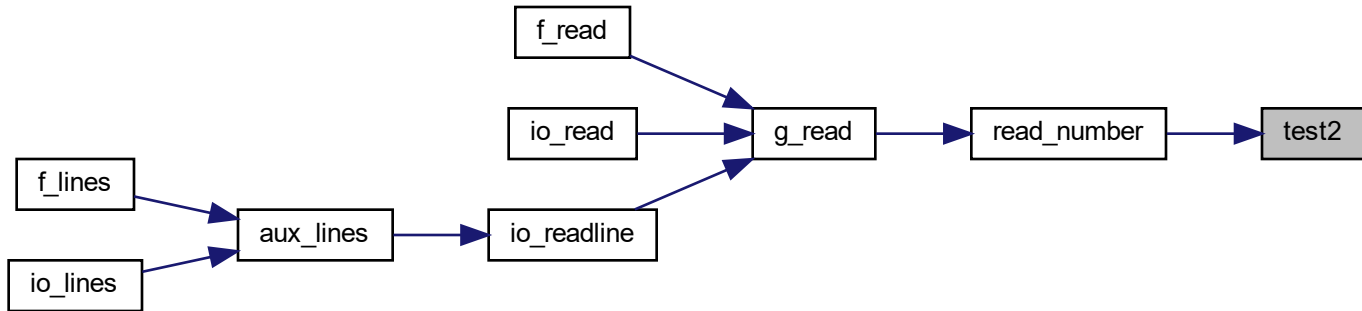 f_read
io_read
g_read
read_number
test2
f_lines
aux_lines
io_readline
io_lines